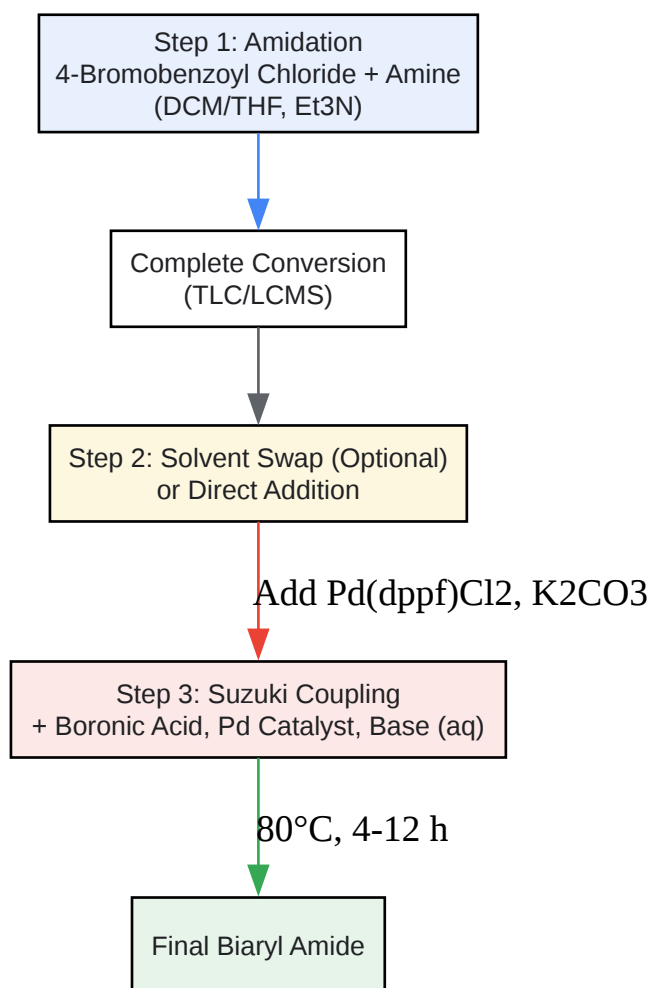 Step 1: Amidation
4-Bromobenzoyl Chloride + Amine
(DCM/THF, Et3N)
Complete Conversion
(TLC/LCMS)
Step 2: Solvent Swap (Optional)
or Direct Addition
Add Pd(dppf)Cl2, K2CO3
Step 3: Suzuki Coupling
+ Boronic Acid, Pd Catalyst, Base (aq)
80°C, 4-12 h
Final Biaryl Amide